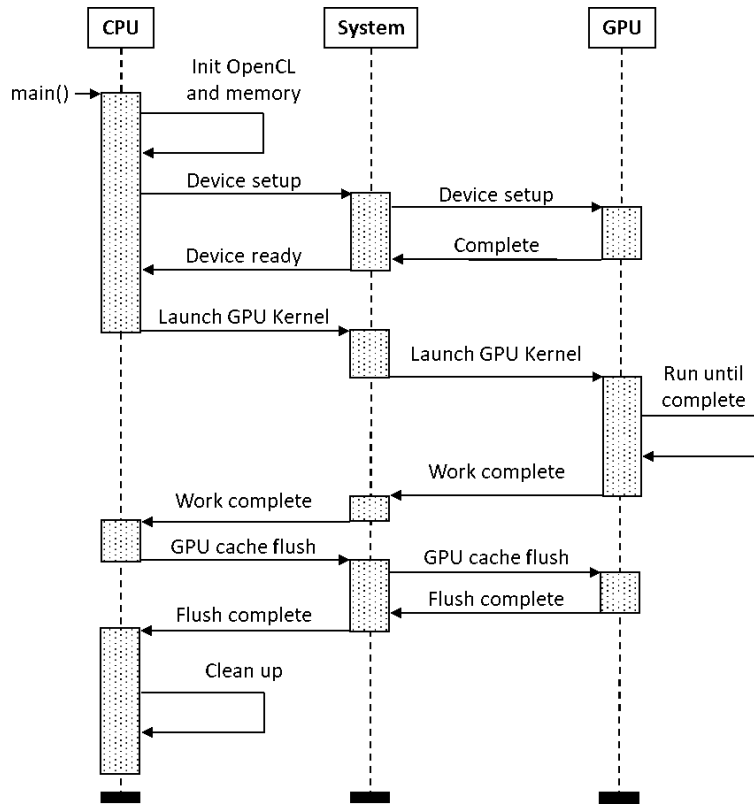 CPU
System
GPU
Init OpenCL
and memory
main()
Device setup
Device setup
Complete
Device ready
Launch GPU Kernel
Launch GPU Kernel
Run until
complete
Work complete
Work complete
GPU cache flush
GPU cache flush
Flush complete
Flush complete
Clean up